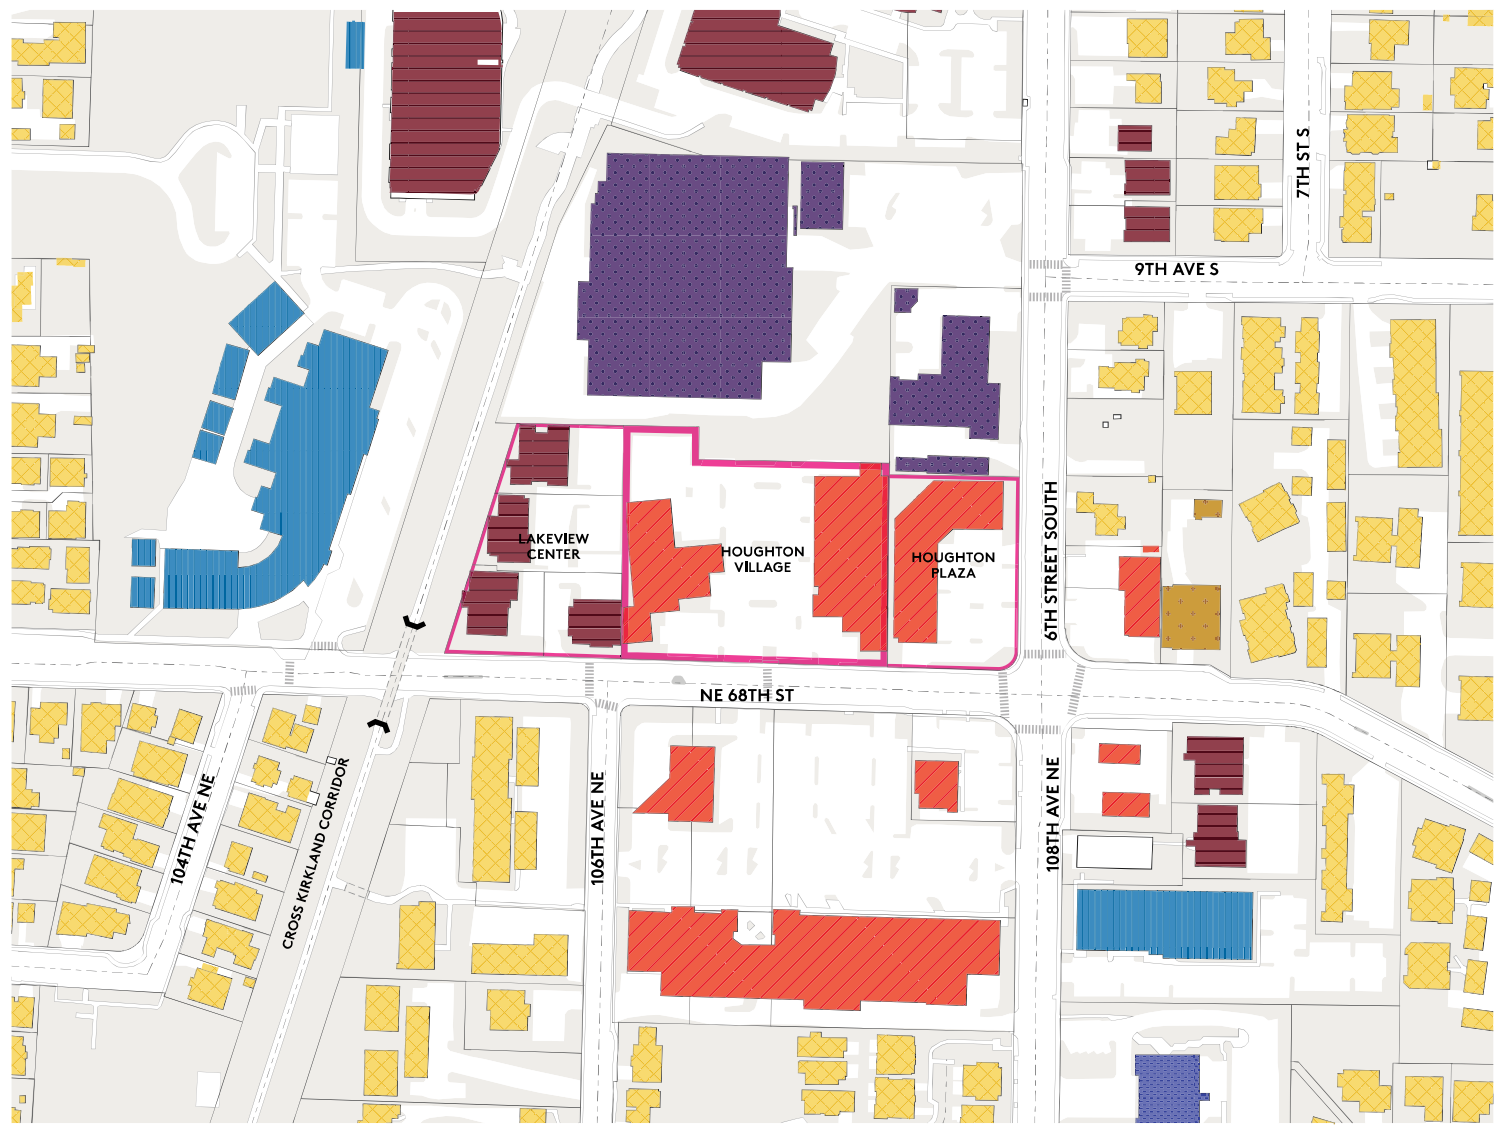 7TH ST S
9TH AVE S
LAKEVIEW
CENTER
HOUGHTON
VILLAGE
HOUGHTON
PLAZA
6TH STREET SOUTH
NE 68TH ST
104TH AVE NE
CROSS KIRKLAND CORRIDOR
106TH AVE NE
108TH AVE NE